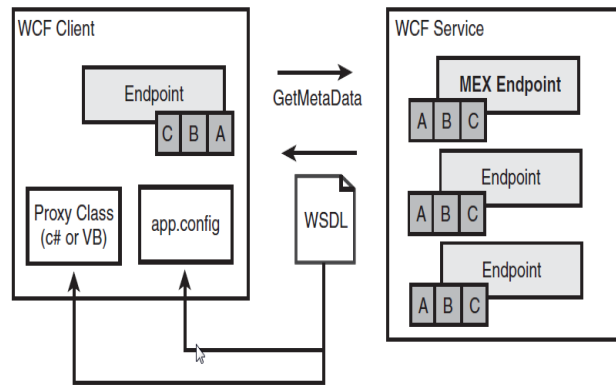 WCF Client
Endpoint
C B A
Proxy Class
(c# or VB)
app.config
GetMetaData
WSDL
WCF Service
MEX Endpoint
A B C
Endpoint
A B C
Endpoint
A B C